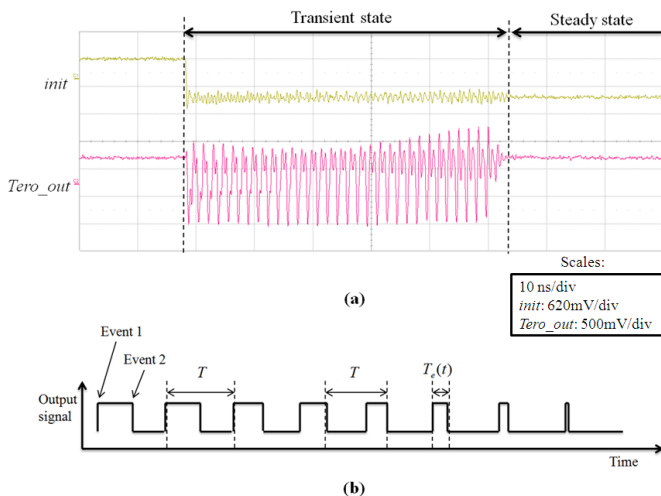 Transient state
Steady state
init
Tero_out
Scales:
10 ns/div
init: 620mV/div
Tero_out: 500mV/div
(a)
Event 1
Event 2
T
T
Te(t)
Output
signal
Time
(b)